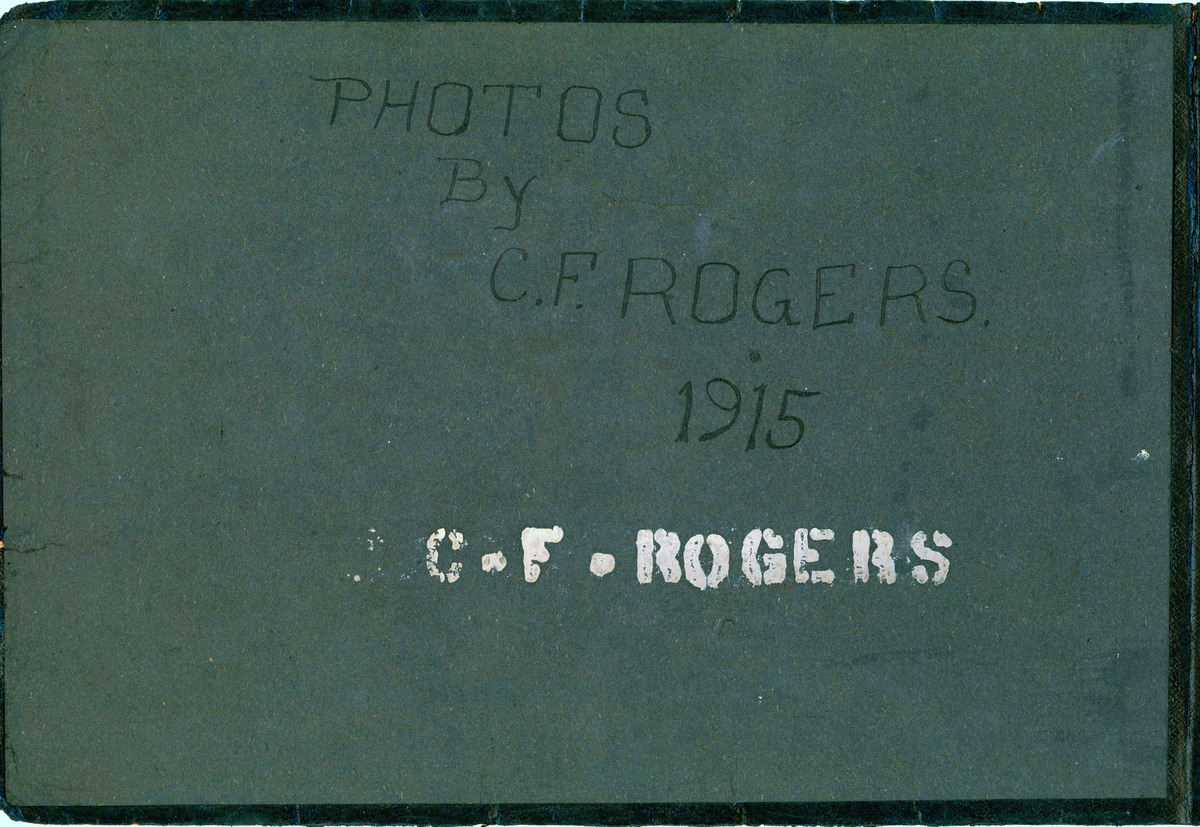 PHOTOS
By
C.F. ROGERS.
1915
C.F.ROGERS